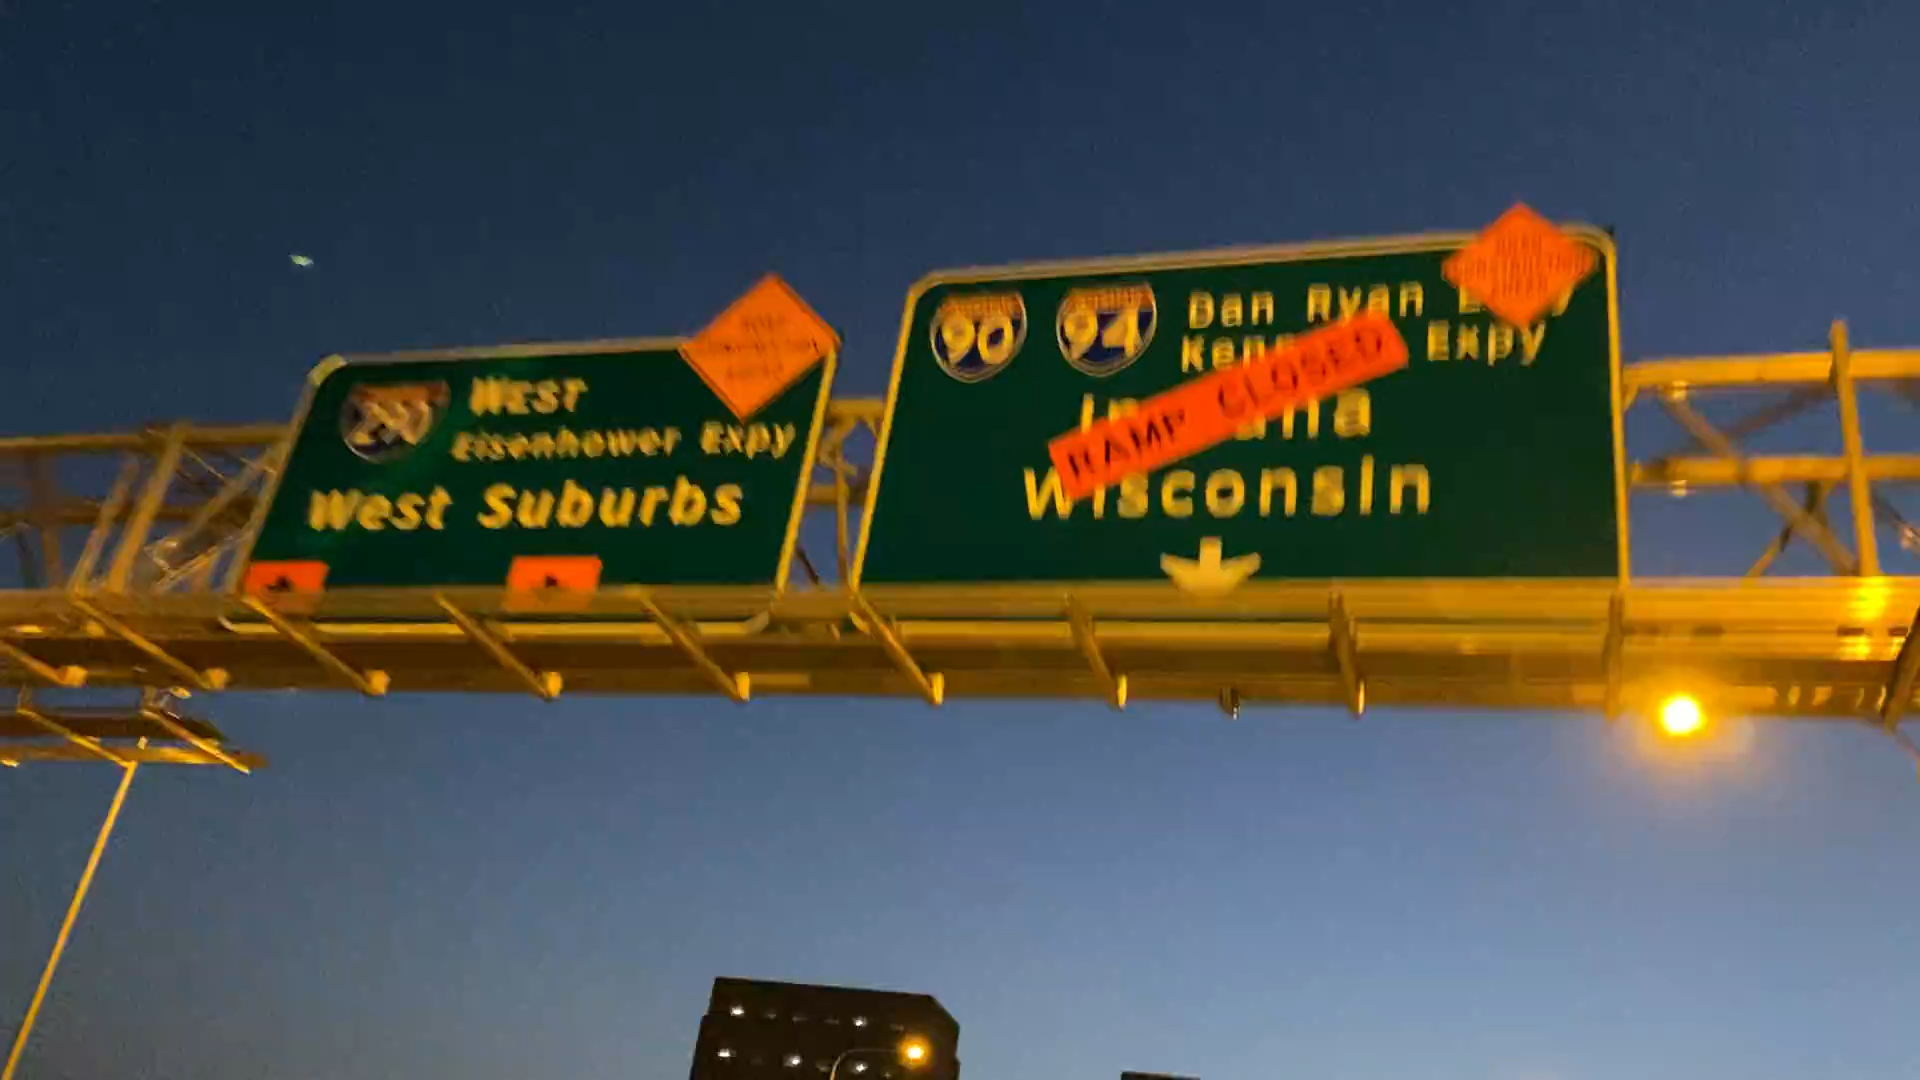 290
WEST
Eisenhower Expy
West Suburbs
90
94
Dan Ryan
Expy
RAMP CLOSED
Wisconsin